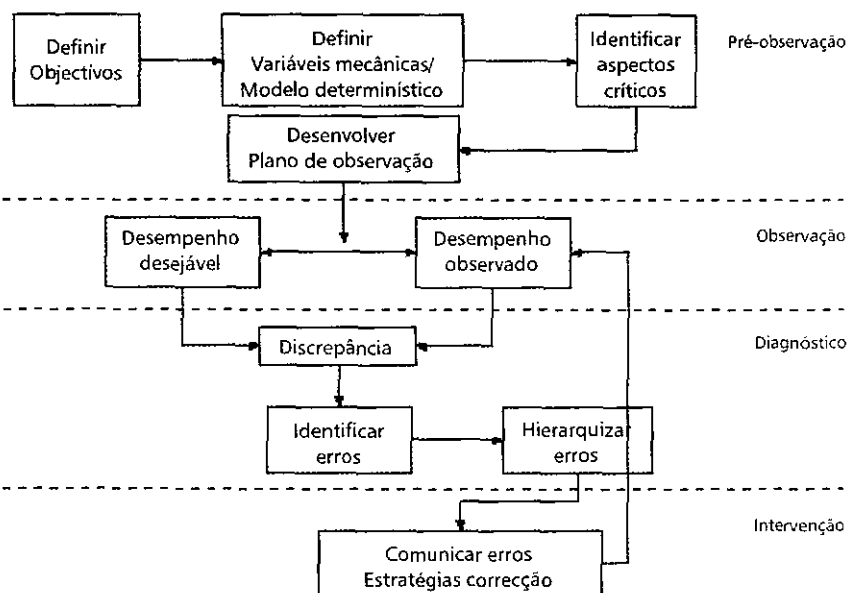 Definir
Objectivos
Definir
Variáveis mecânicas/
Modelo determinístico
Identificar
aspectos
críticos
Pré-observação
Desenvolver
Plano de observação
Desempenho
desejável
Desempenho
observado
Observação
Discrepância
Diagnóstico
Identificar
erros
Hierarquizar
erros
Intervenção
Comunicar erros
Estratégias correcção